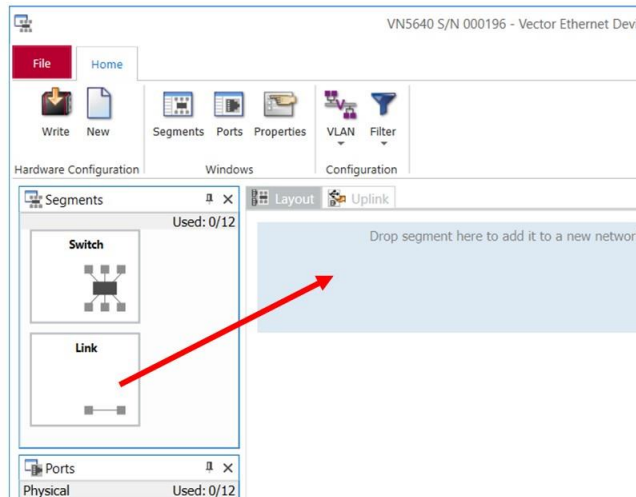 VN5640 S/N 000196 - Vector Ethernet Dev
File
Home
Write
New
Segments
Ports
Properties
VLAN
Filter
Hardware Configuration
Windows
Configuration
Segments
Used: 0/12
Switch
Link
Layout
Uplink
Drop segment here to add it to a new networ
Ports
Physical
Used: 0/12